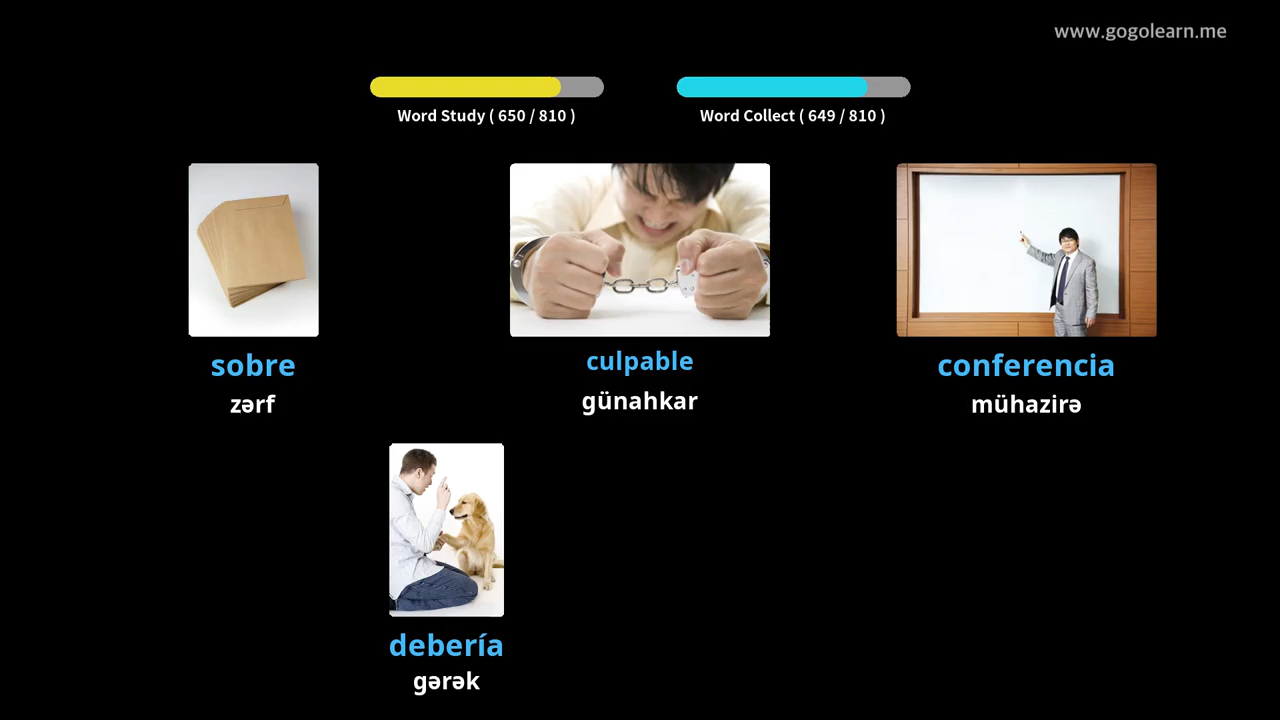 www.gogolearn.me
Word Study ( 650 / 810 )
Word Collect ( 649 / 810 )
sobre
zərf
culpable
günahkar
conferencia
mühazirə
debería
gərək